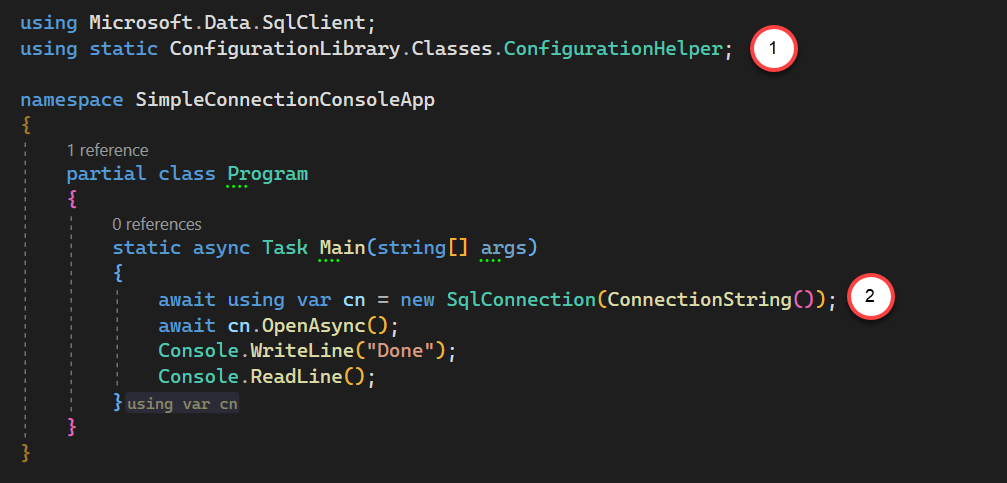 using Microsoft.Data.SqlClient;
using static ConfigurationLibrary.Classes.ConfigurationHelper; 1
namespace SimpleConnectionConsoleApp
{
1 reference
partial class Program
{
0 references
static async Task Main(string[] args)
{
await using var cn = new SqlConnection(ConnectionString()); 2
await cn.OpenAsync();
Console.WriteLine("Done");
Console.ReadLine();
} using var cn
}
}